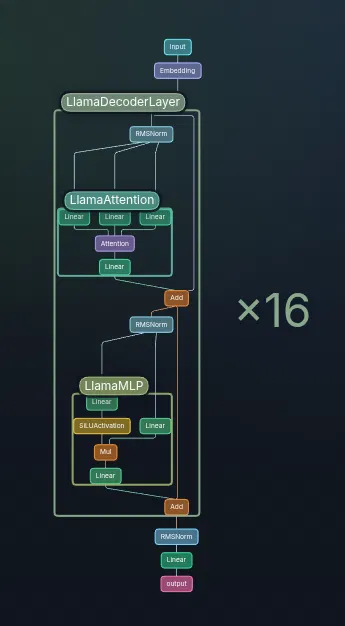 Input
Embedding
LlamaDecoderLayer
RMSNorm
LlamaAttention
Linear Linear Linear
Attention
Linear
Add
×16
RMSNorm
LlamaMLP
Linear
SiLUActivation Linear
Mul
Linear
Add
RMSNorm
Linear
output